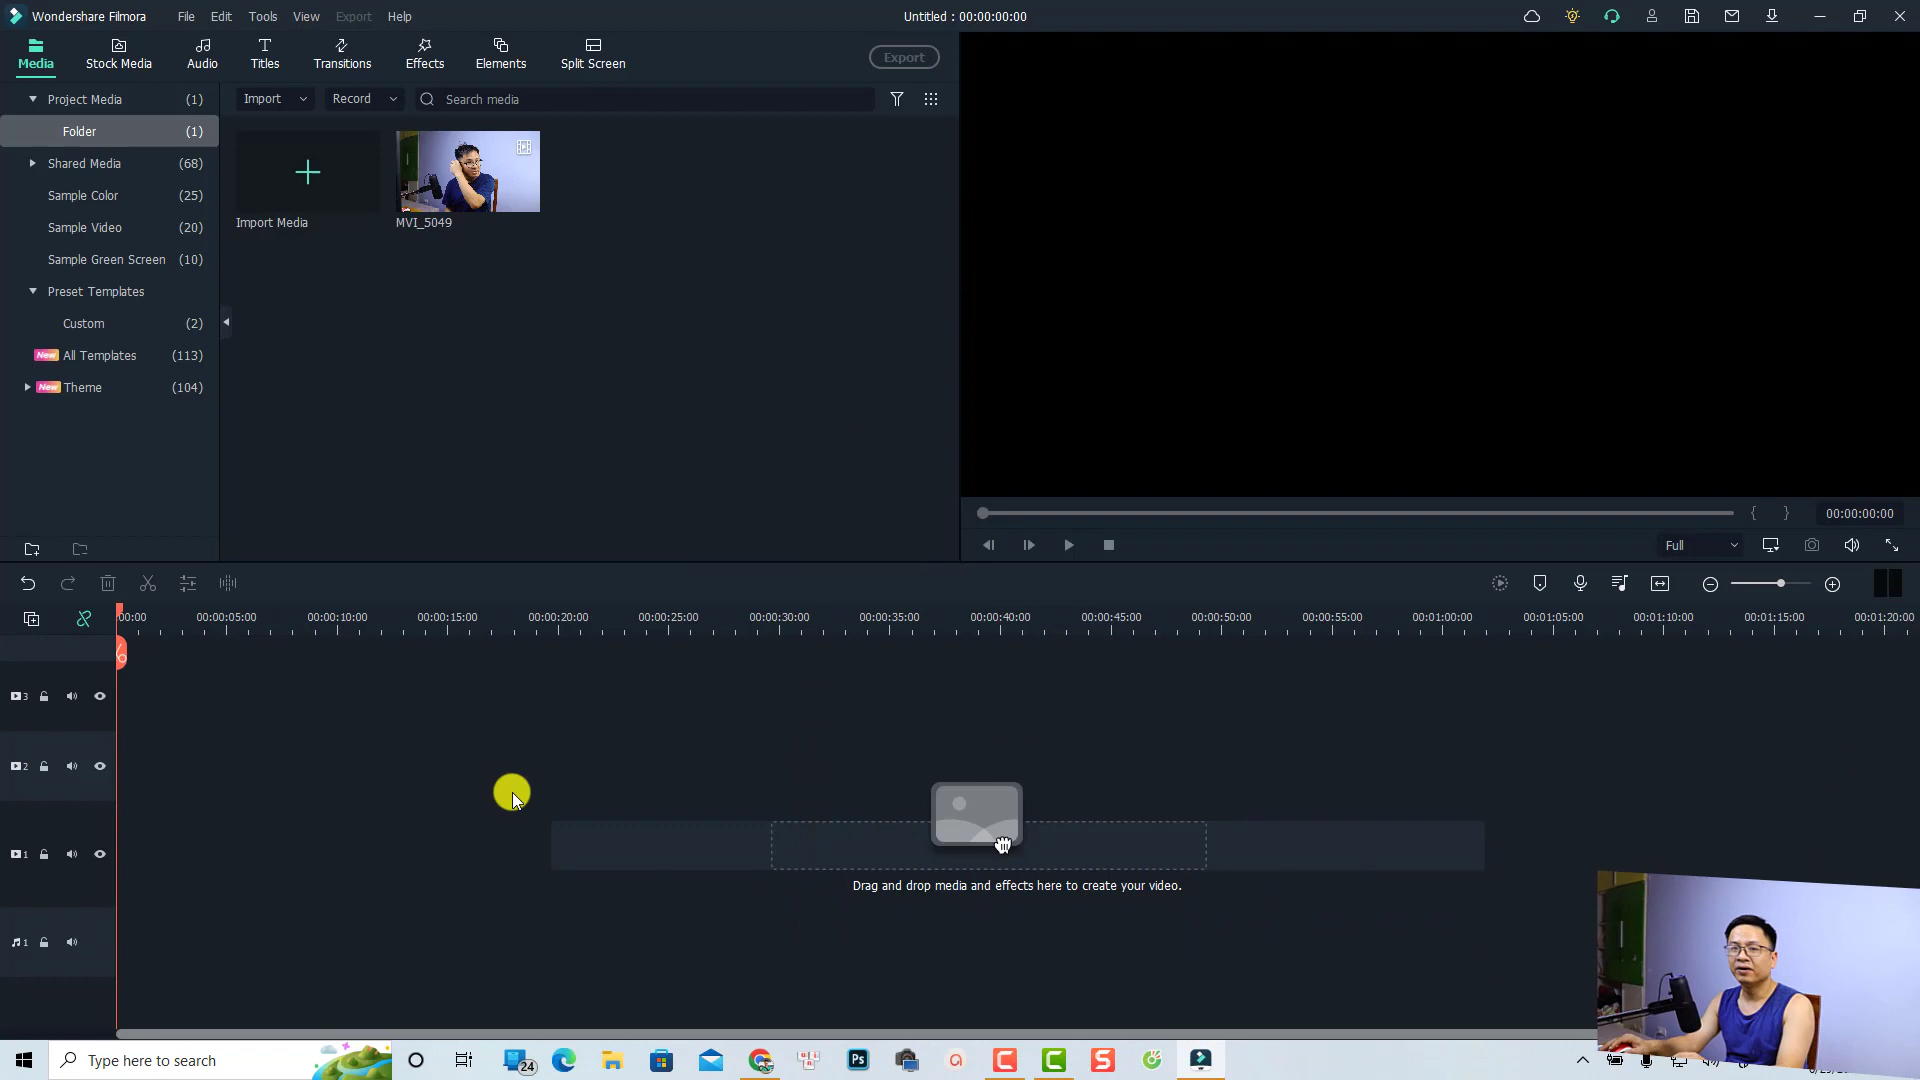 Wondershare Filmora
File
Edit
Tools
View
Export
Help
Untitled : 00:00:00:00
Media
Stock Media
Audio
Titles
Transitions
Effects
Elements
Split Screen
Export
Project Media (1)
Folder (1)
Shared Media (68)
Sample Color (25)
Sample Video (20)
Sample Green Screen (10)
Preset Templates
Custom (2)
New All Templates (113)
New Theme (104)
Import
Record
Search media
Import Media
MVI_5049
00:00:00:00
Full
00:00 00:00:05:00 00:00:10:00 00:00:15:00 00:00:20:00 00:00:25:00 00:00:30:00 00:00:35:00 00:00:40:00 00:00:45:00 00:00:50:00 00:00:55:00 00:01:00:00 00:01:05:00 00:01:10:00 00:01:15:00 00:01:20:00
3
2
1
1
Drag and drop media and effects here to create your video.
Type here to search
24
Ps